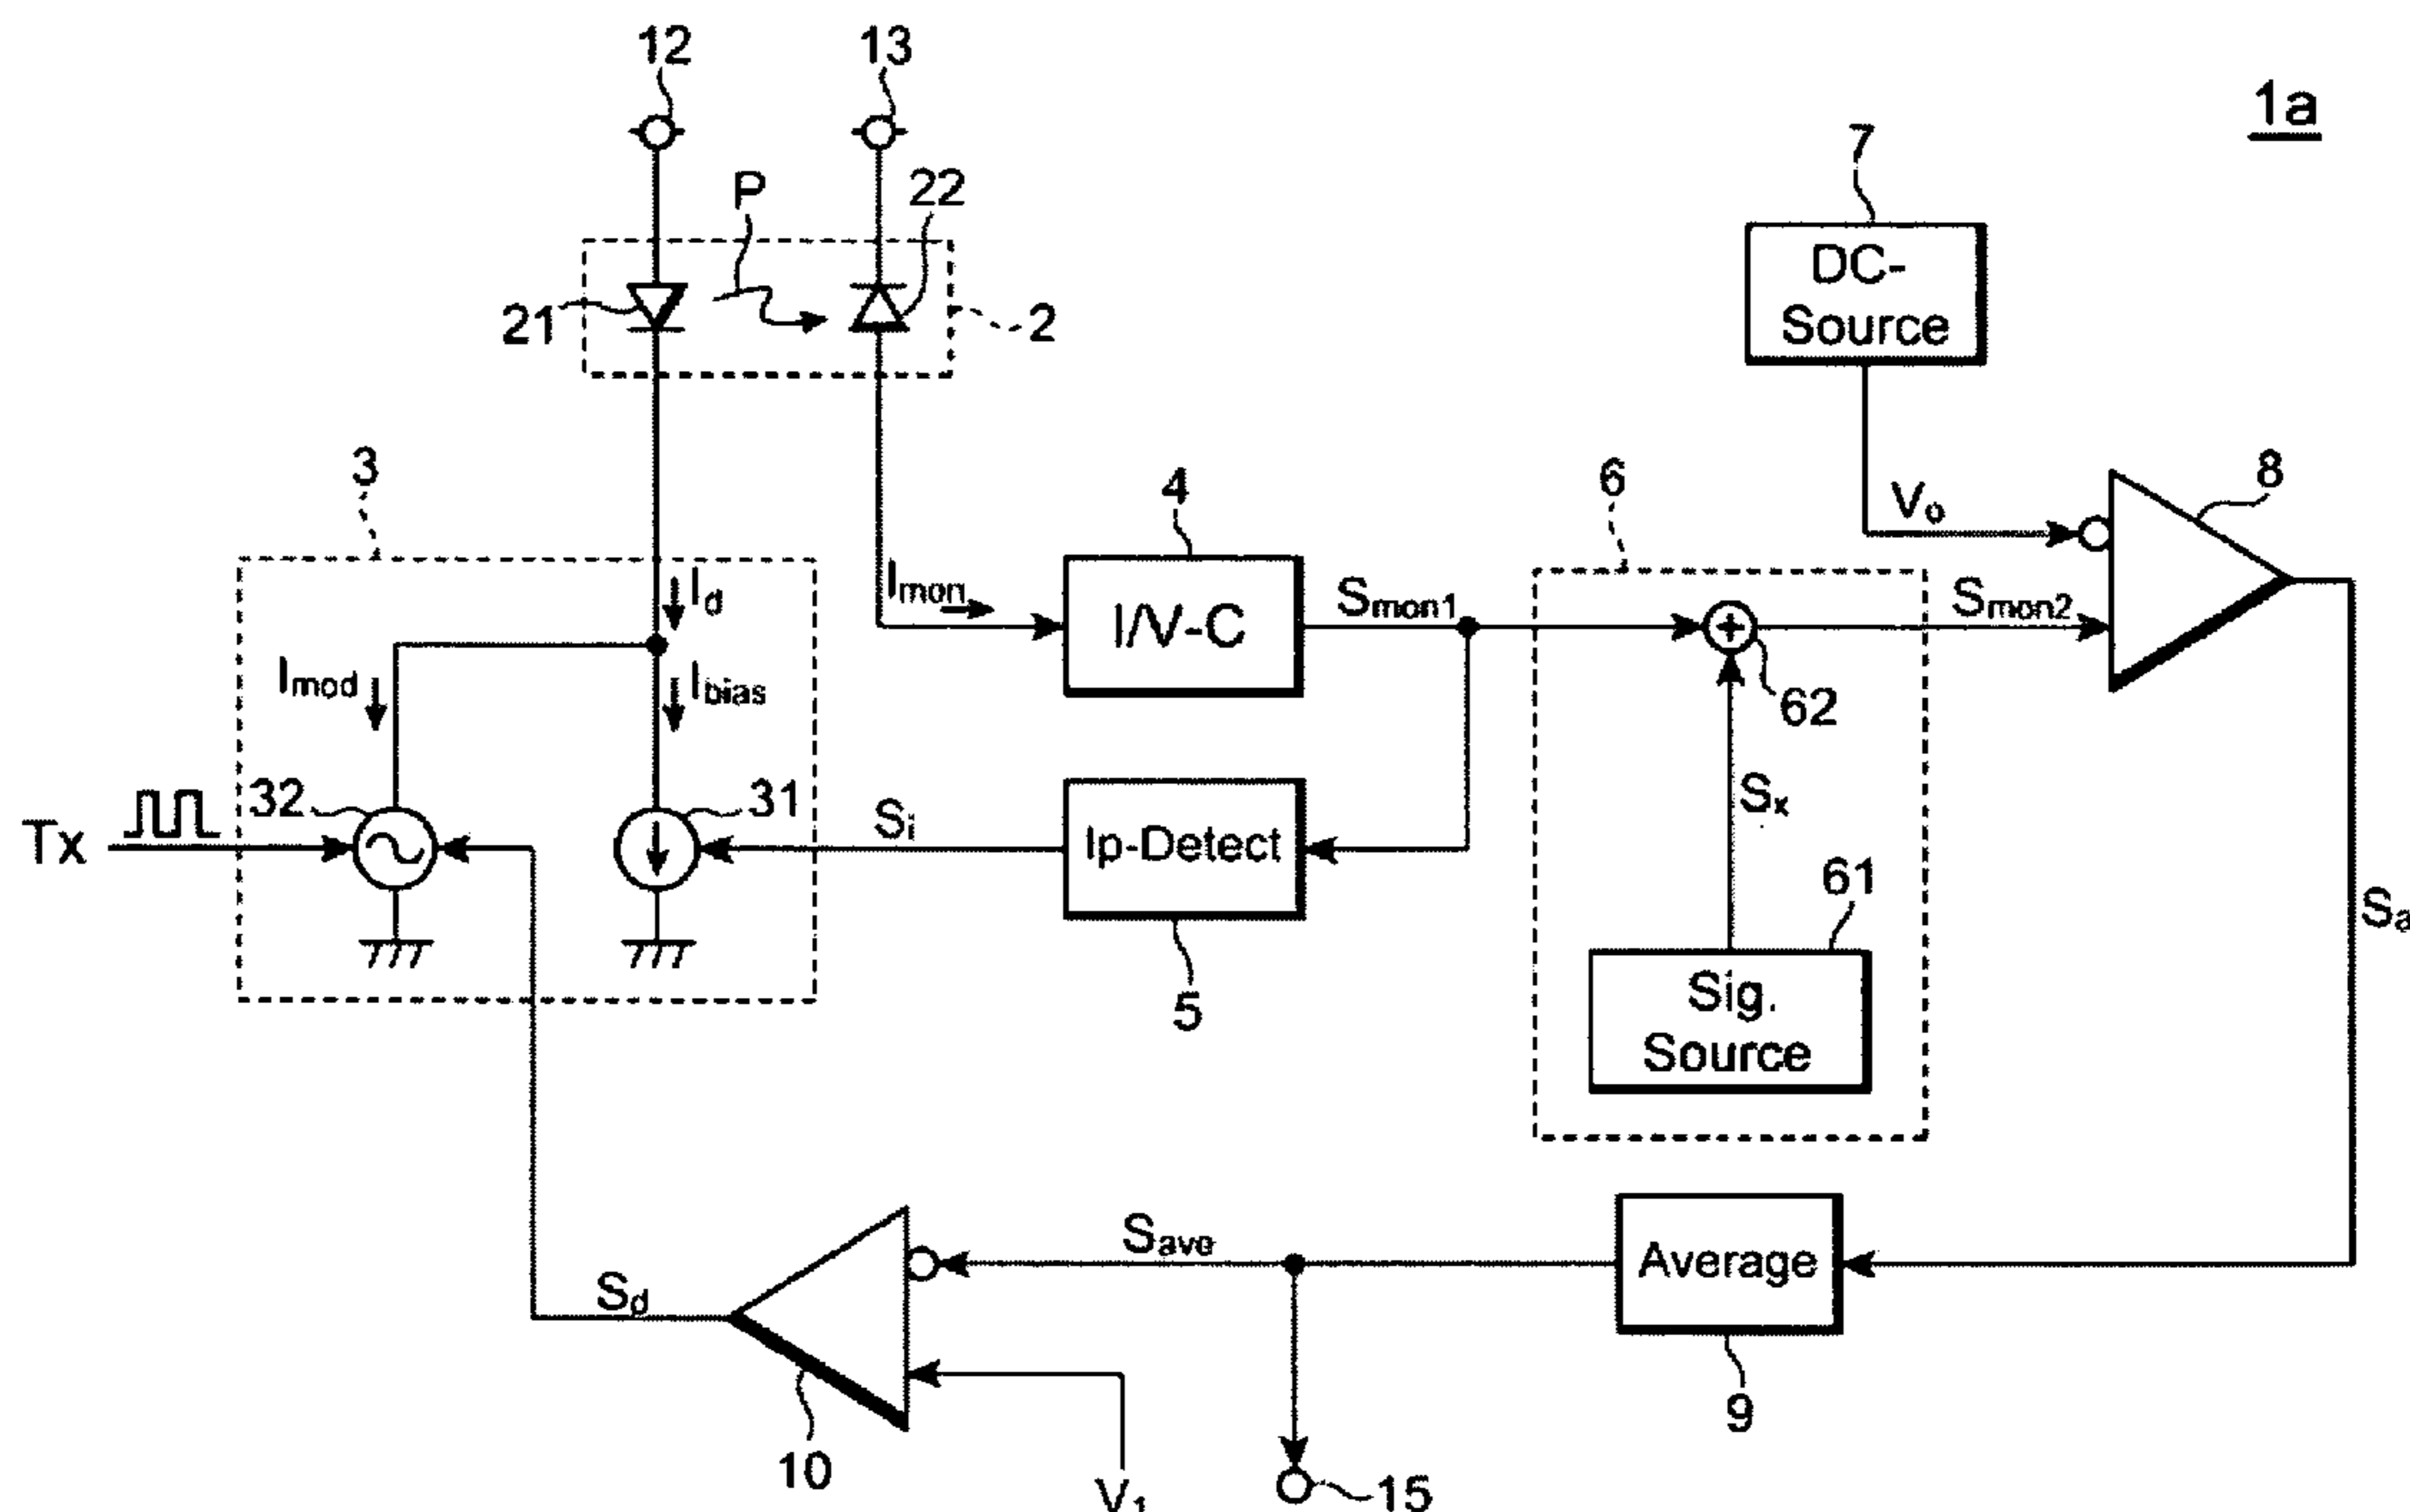 12
13
1a
7
P
22
DC-
Source
21
2
3
4
6
8
Vo
Id
Imon
I/V-C
Smon1
Smon2
Imod
Ibias
62
32
31
Si
Sx
Tx
Ip-Detect
61
Sa
5
Sig.
Source
Save
Average
Sd
9
10
V1
15